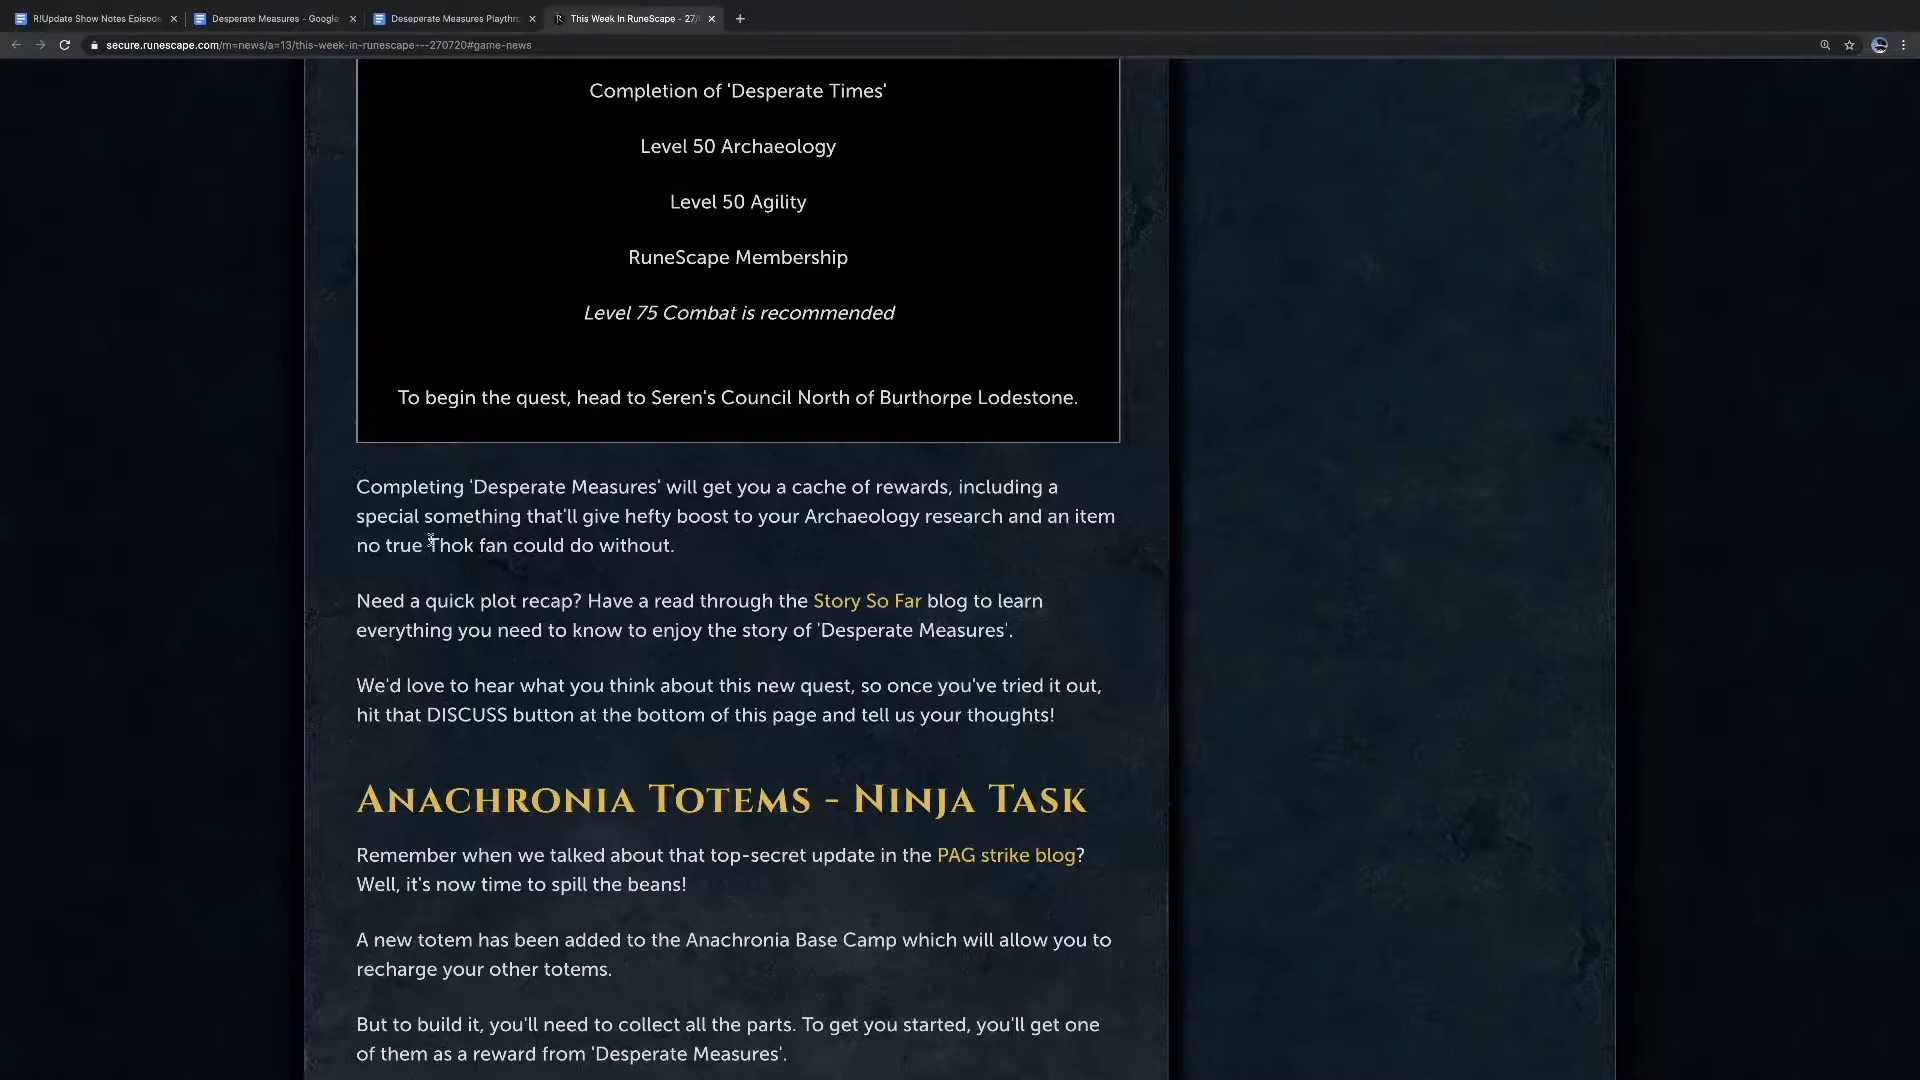 R!Update Show Notes Episode
Desperate Measures - Google
Deseperate Measures Playthr
This Week In RuneScape - 27/
secure.runescape.com/m=news/a=13/this-week-in-runescape---270720#game-news
Completion of 'Desperate Times'
Level 50 Archaeology
Level 50 Agility
RuneScape Membership
Level 75 Combat is recommended
To begin the quest, head to Seren's Council North of Burthorpe Lodestone.
Completing 'Desperate Measures' will get you a cache of rewards, including a
special something that'll give hefty boost to your Archaeology research and an item
no true Thok fan could do without.
Need a quick plot recap? Have a read through the Story So Far blog to learn
everything you need to know to enjoy the story of 'Desperate Measures'.
We'd love to hear what you think about this new quest, so once you've tried it out,
hit that DISCUSS button at the bottom of this page and tell us your thoughts!
Anachronia Totems - Ninja Task
Remember when we talked about that top-secret update in the PAG strike blog?
Well, it's now time to spill the beans!
A new totem has been added to the Anachronia Base Camp which will allow you to
recharge your other totems.
But to build it, you'll need to collect all the parts. To get you started, you'll get one
of them as a reward from 'Desperate Measures'.